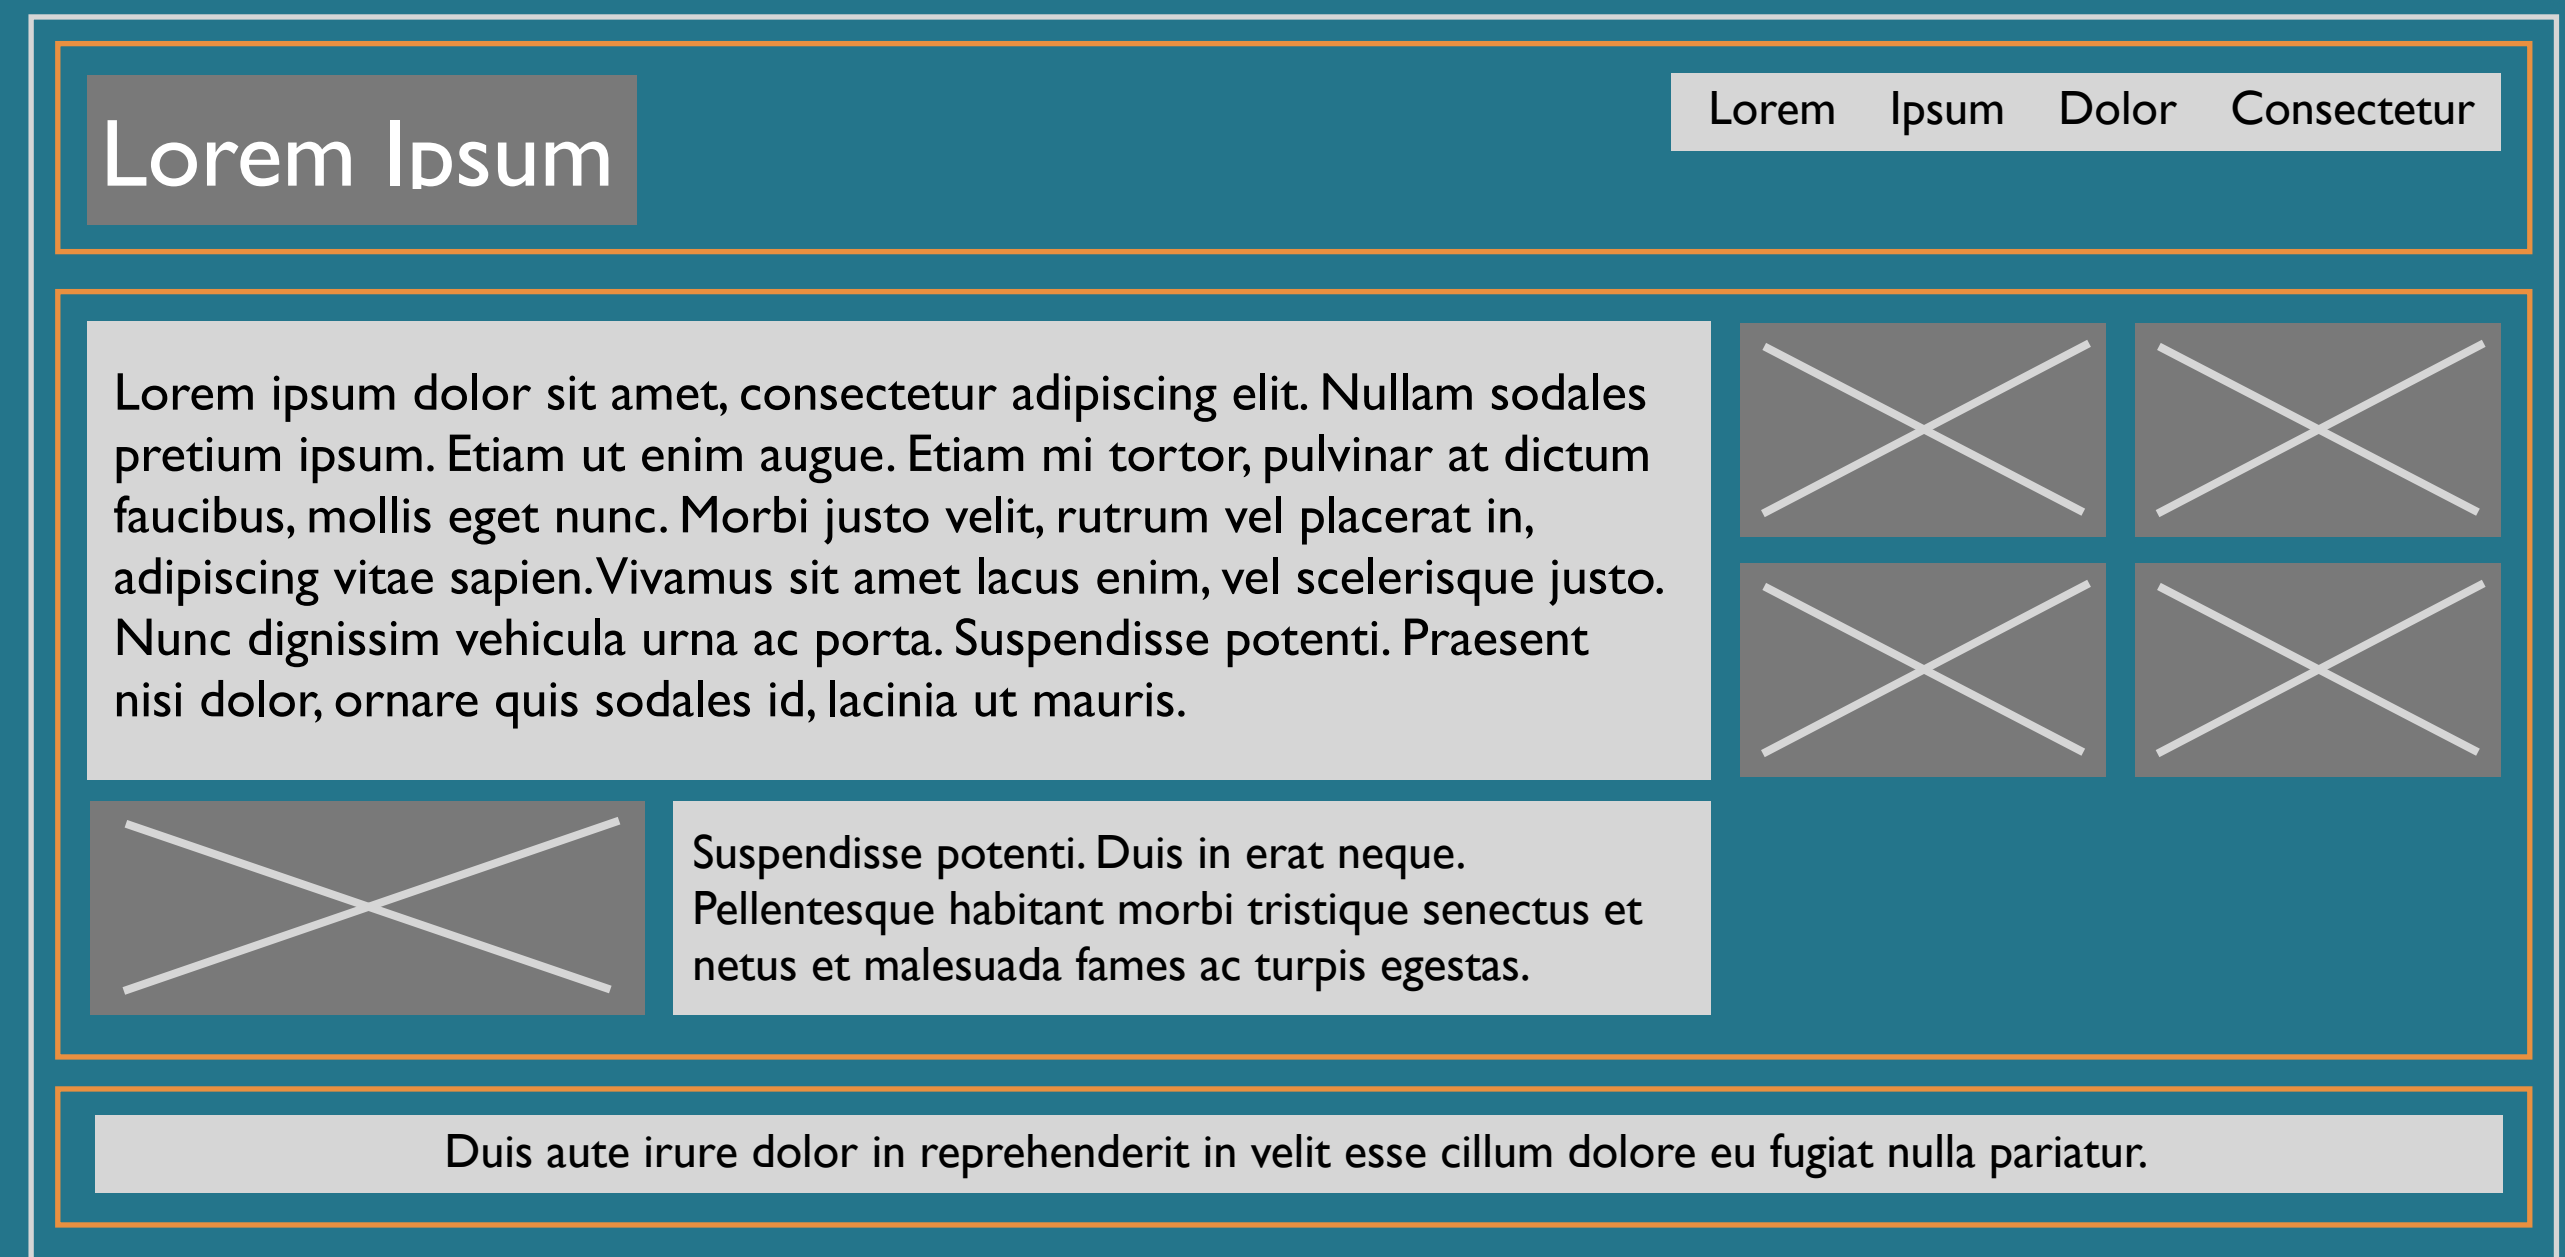 Lorem Ipsum
Lorem Ipsum Dolor Consectetur
Lorem ipsum dolor sit amet, consectetur adipiscing elit. Nullam sodales
pretium ipsum. Etiam ut enim augue. Etiam mi tortor, pulvinar at dictum
faucibus, mollis eget nunc. Morbi justo velit, rutrum vel placerat in,
adipiscing vitae sapien. Vivamus sit amet lacus enim, vel scelerisque justo.
Nunc dignissim vehicula urna ac porta. Suspendisse potenti. Praesent
nisi dolor, ornare quis sodales id, lacinia ut mauris.
Suspendisse potenti. Duis in erat neque.
Pellentesque habitant morbi tristique senectus et
netus et malesuada fames ac turpis egestas.
Duis aute irure dolor in reprehenderit in velit esse cillum dolore eu fugiat nulla pariatur.